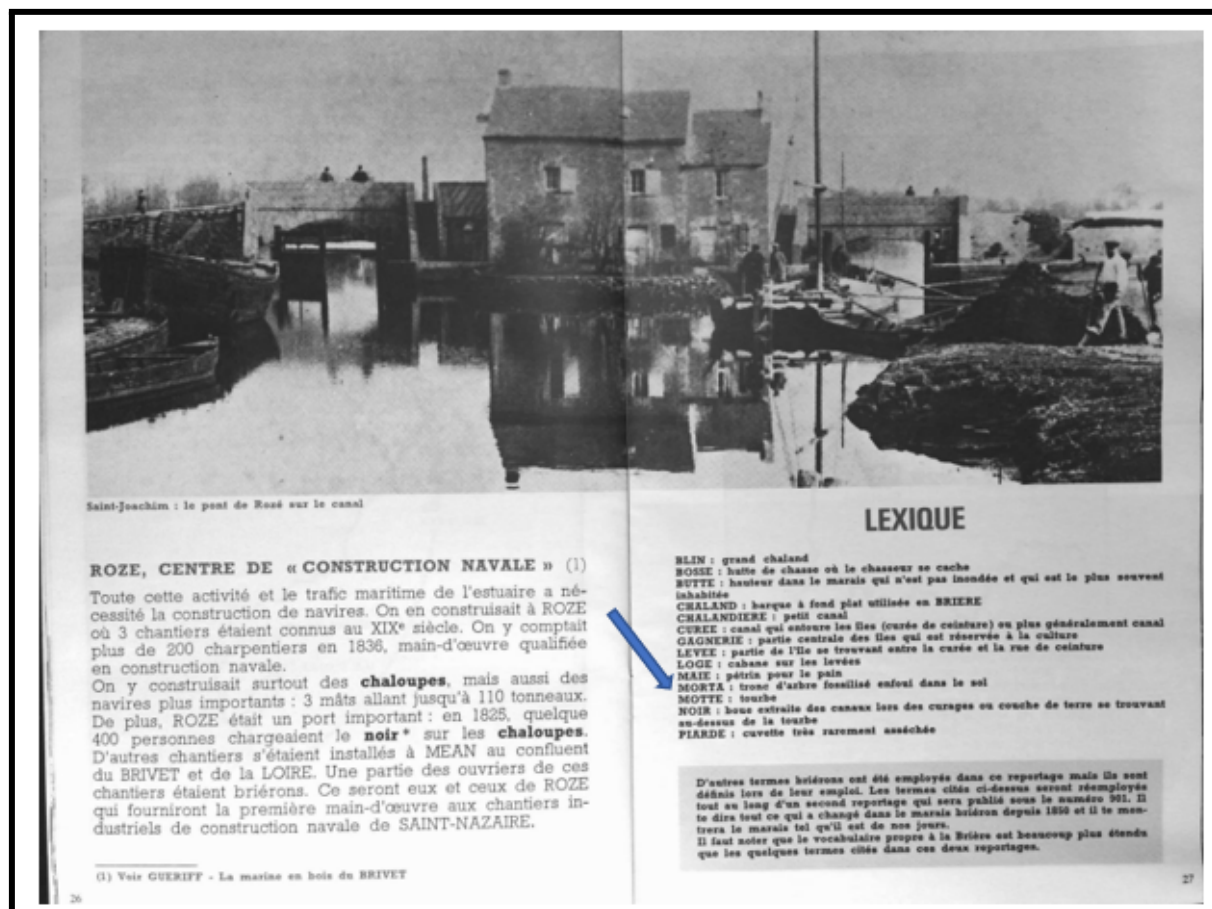 Saint-Joachim : le pont de Rozé sur le canal
ROZE, CENTRE DE « CONSTRUCTION NAVALE » (1)
Toute cette activité et le trafic maritime de l'estuaire a né-
cessité la construction de navires. On en construisait à ROZE
où 3 chantiers étaient connus au XIXe siècle. On y comptait
plus de 200 charpentiers en 1836, main-d'œuvre qualifiée
en construction navale.
On y construisait surtout des chaloupes, mais aussi des
navires plus importants : 3 mâts allant jusqu'à 110 tonneaux.
De plus, ROZE était un port important : en 1825, quelque
400 personnes chargeaient le noir* sur les chaloupes.
D'autres chantiers s'étaient installés à MEAN au confluent
du BRIVET et de la LOIRE. Une partie des ouvriers de ces
chantiers étaient briérons. Ce seront eux et ceux de ROZE
qui fourniront la première main-d'œuvre aux chantiers in-
dustriels de construction navale de SAINT-NAZAIRE.
(1) Voir GUERIFF - La marine en bois du BRIVET
26
LEXIQUE
BLIN : grand chaland
BOSSE : hutte de chasse où le chasseur se cache
BUTTE : hauteur dans le marais qui n'est pas inondée et qui est le plus souvent
inhabitée
CHALAND : barque à fond plat utilisée en BRIERE
CHALANDIERE : petit canal
CUREE : canal qui entoure les îles (curée de ceinture) ou plus généralement canal
GAGNERIE : partie centrale des îles qui est réservée à la culture
LEVEE : partie de l'île se trouvant entre la curée et la rue de ceinture
LOGE : cabane sur les levées
MAIE : pétrin pour le pain
MORTA : tronc d'arbre fossilisé enfoui dans le sol
MOTTE : tourbe
NOIR : boue extraite des canaux lors des curages ou couche de terre se trouvant
au-dessus de la tourbe
PIARDE : cuvette très rarement asséchée
D'autres termes briérons ont été employés dans ce reportage mais ils sont
définis lors de leur emploi. Les termes cités ci-dessus seront réemployés
tout au long d'un second reportage qui sera publié sous le numéro 901. Il
te dira tout ce qui a changé dans le marais briéron depuis 1850 et il te mon-
trera le marais tel qu'il est de nos jours.
Il faut noter que le vocabulaire propre à la Brière est beaucoup plus étendu
que les quelques termes cités dans ces deux reportages.
27